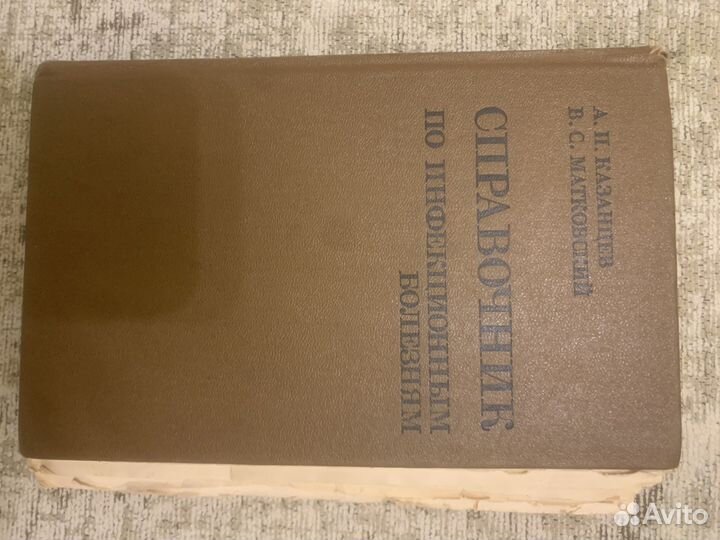 А. П. КАЗАНЦЕВ
В. С. МАТКОВСКИЙ
СПРАВОЧНИК
ПО ИНФЕКЦИОННЫМ
БОЛЕЗНЯМ
Avito